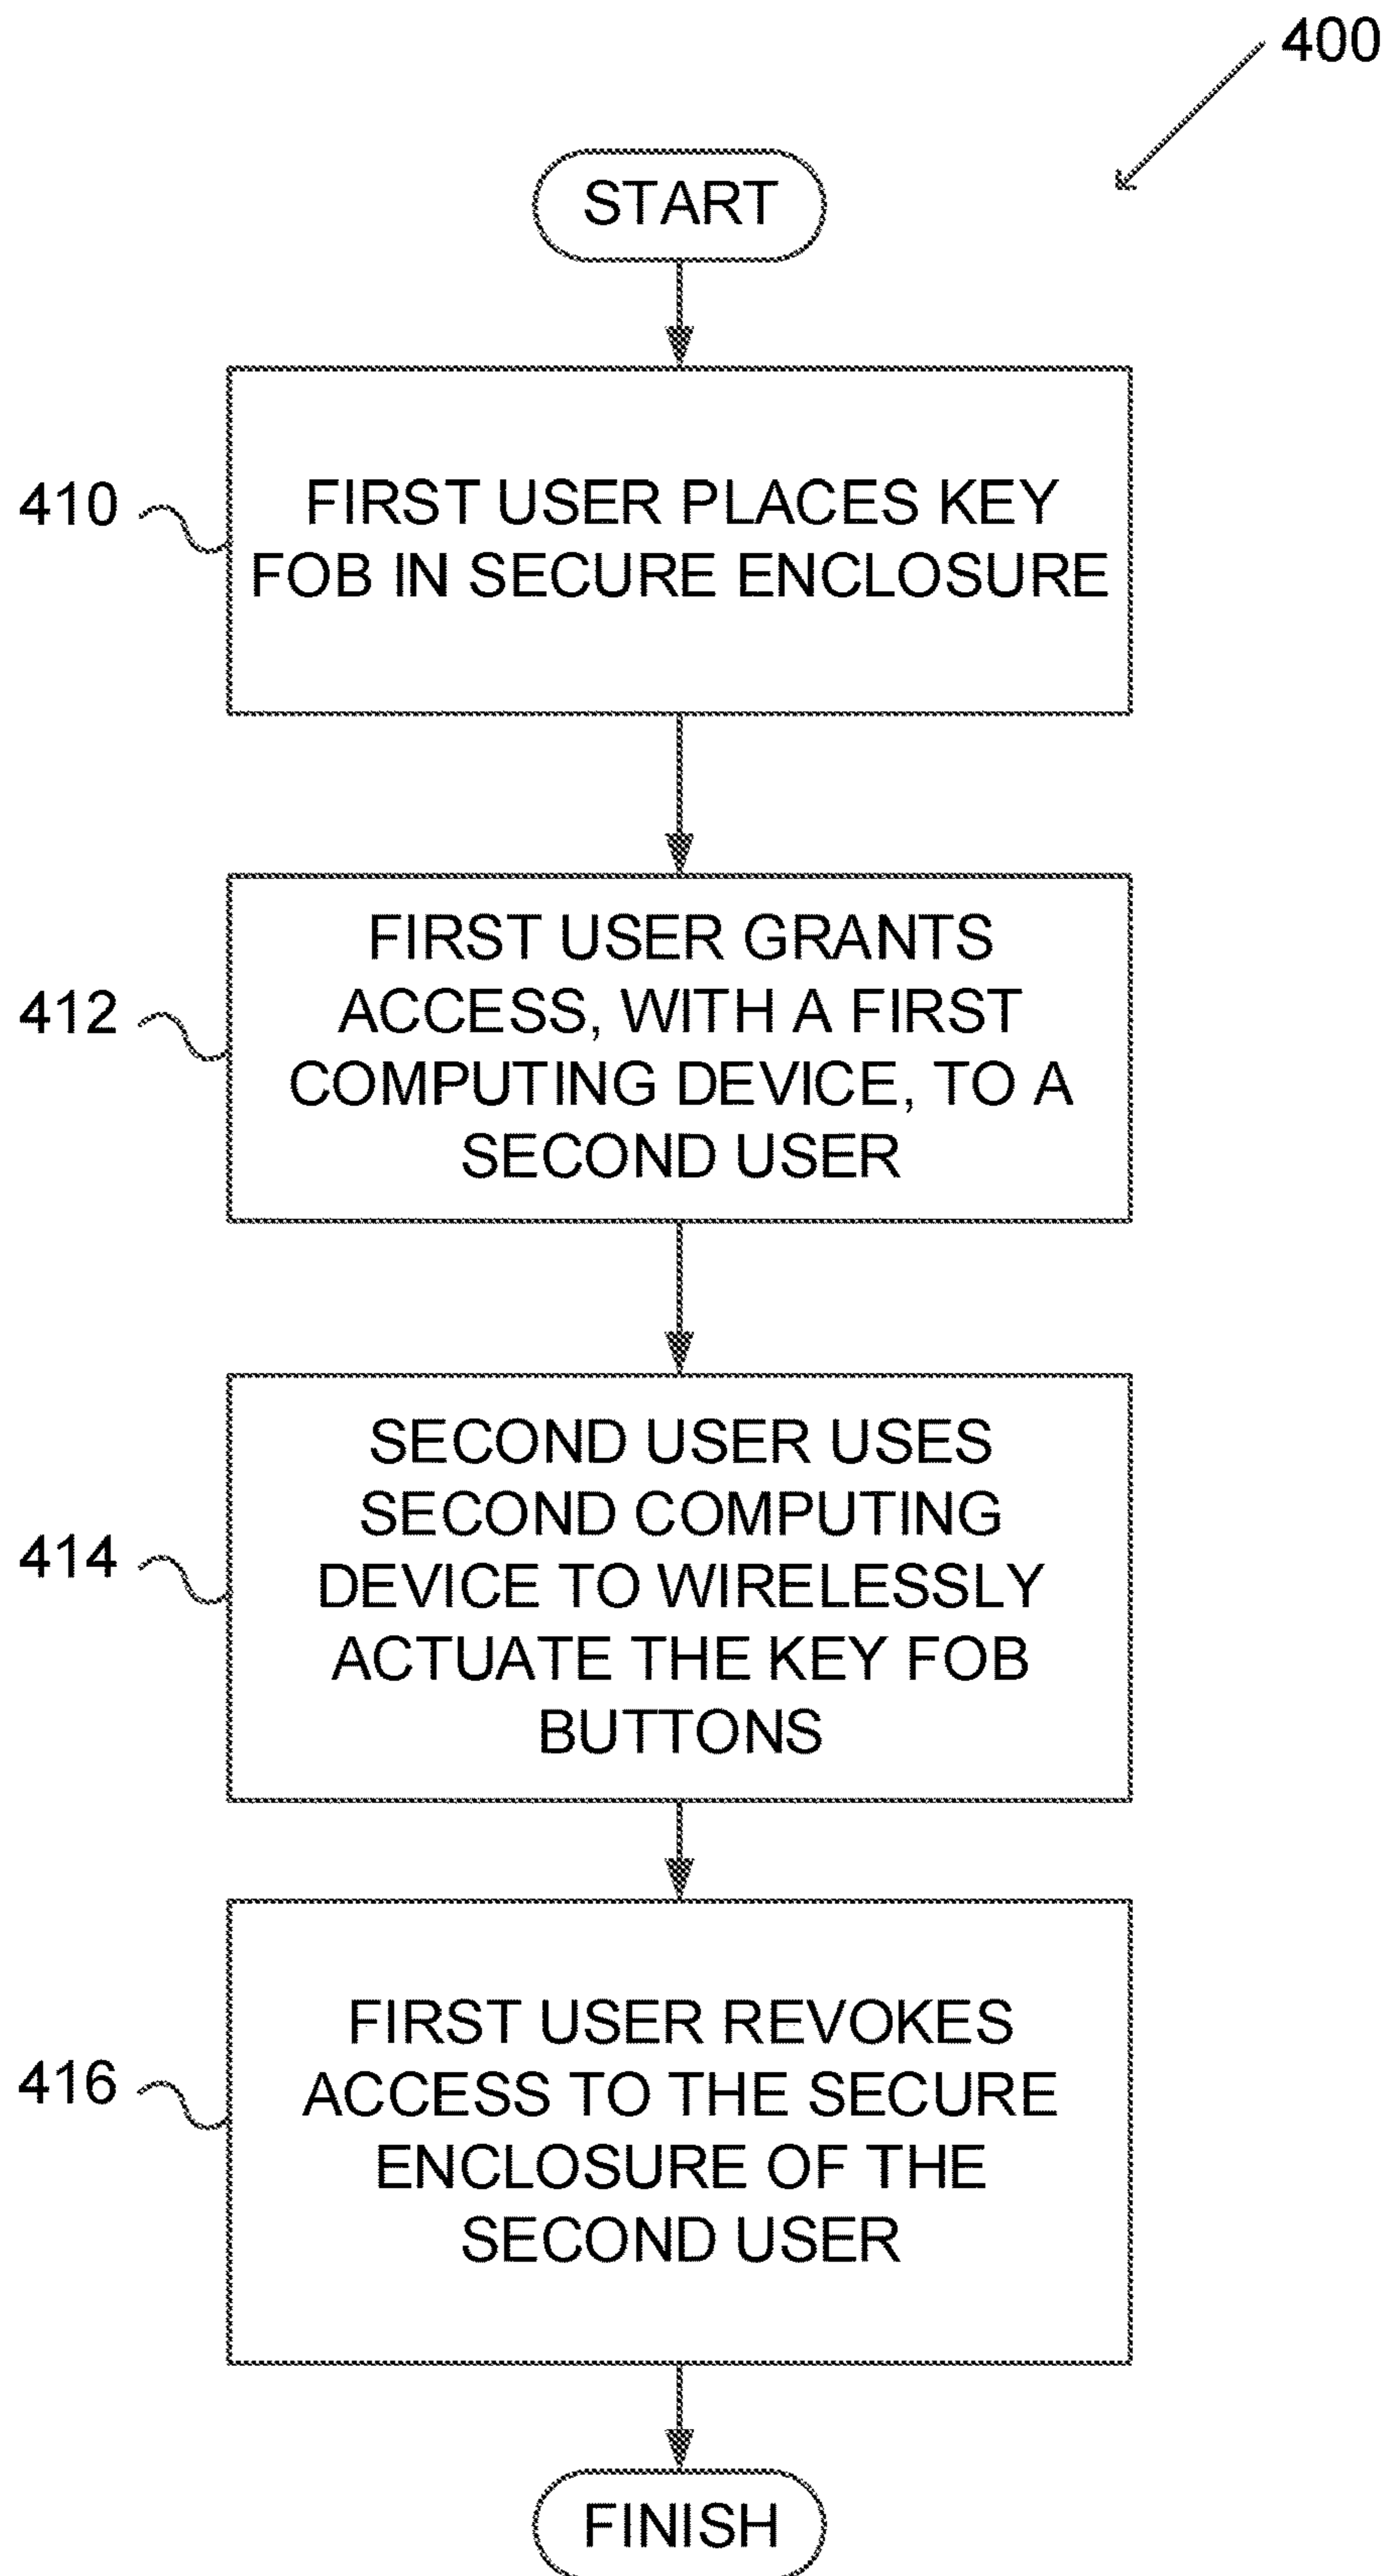 400
START
410
FIRST USER PLACES KEY
FOB IN SECURE ENCLOSURE
412
FIRST USER GRANTS
ACCESS, WITH A FIRST
COMPUTING DEVICE, TO A
SECOND USER
414
SECOND USER USES
SECOND COMPUTING
DEVICE TO WIRELESSLY
ACTUATE THE KEY FOB
BUTTONS
416
FIRST USER REVOKES
ACCESS TO THE SECURE
ENCLOSURE OF THE
SECOND USER
FINISH